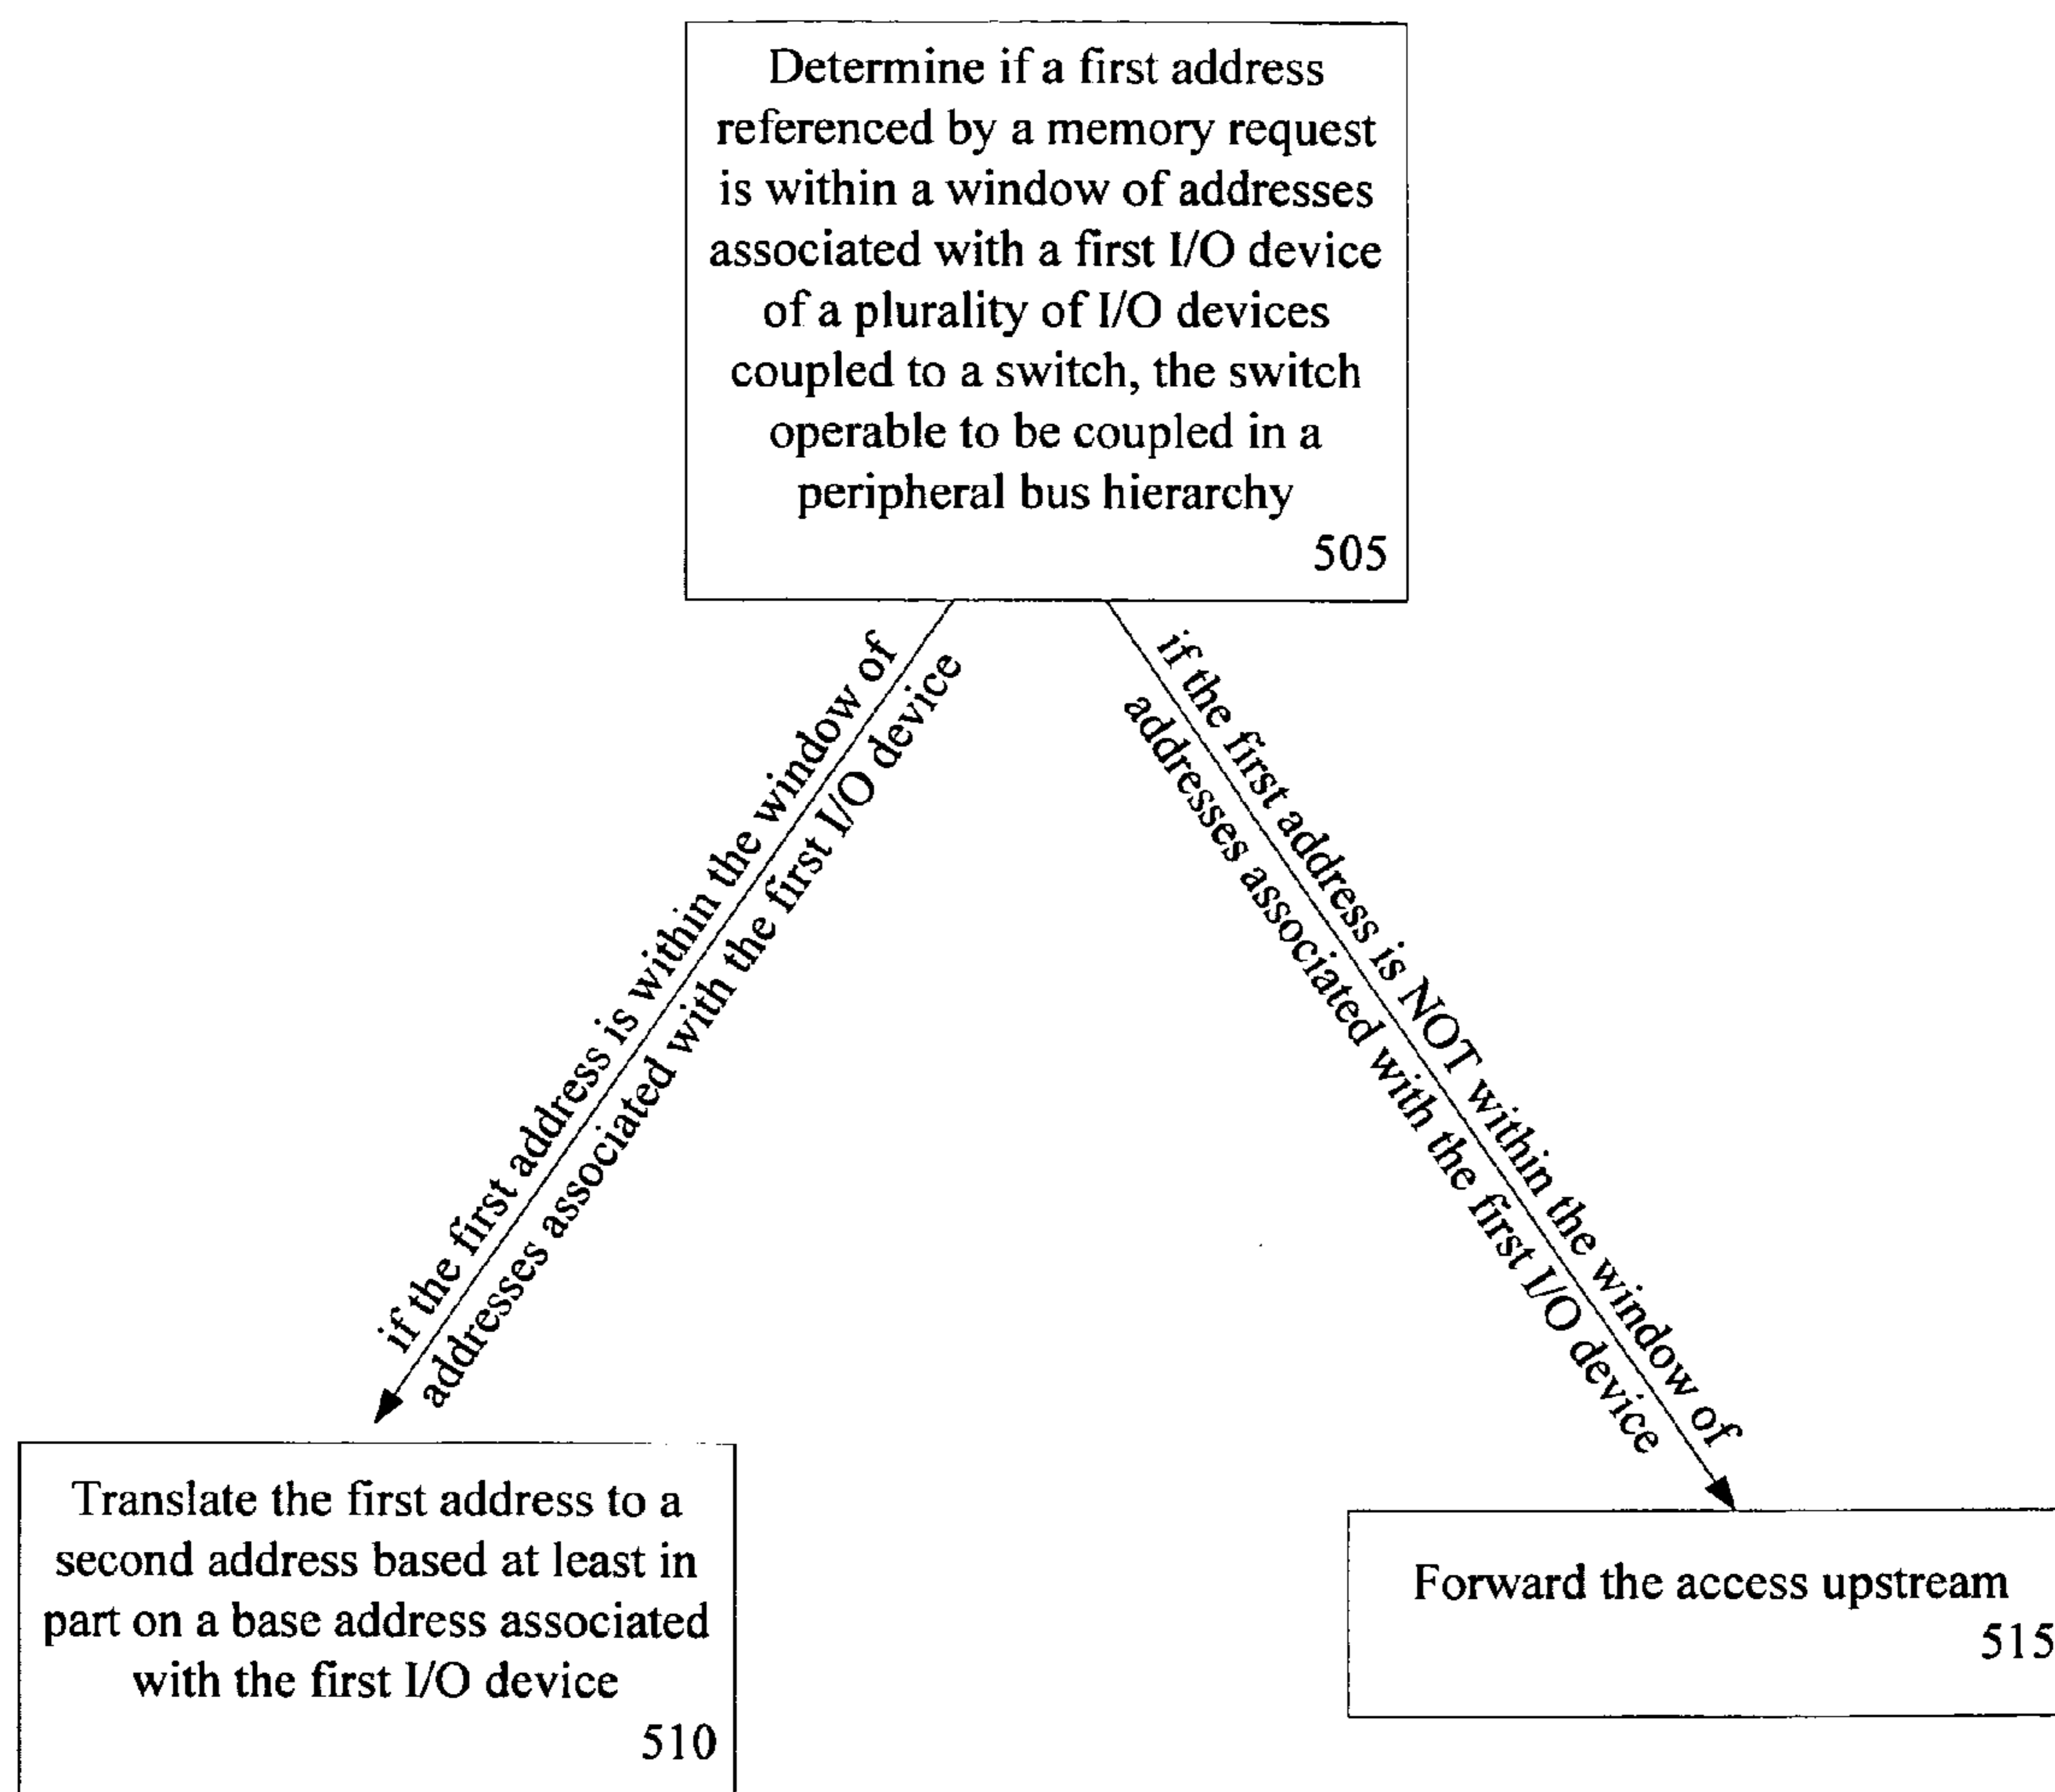 Determine if a first address
referenced by a memory request
is within a window of addresses
associated with a first I/O device
of a plurality of I/O devices
coupled to a switch, the switch
operable to be coupled in a
peripheral bus hierarchy
505
if the first address is within the window of
addresses associated with the first I/O device
if the first address is NOT within the window of
addresses associated with the first I/O device
Translate the first address to a
second address based at least in
part on a base address associated
with the first I/O device
510
Forward the access upstream
515